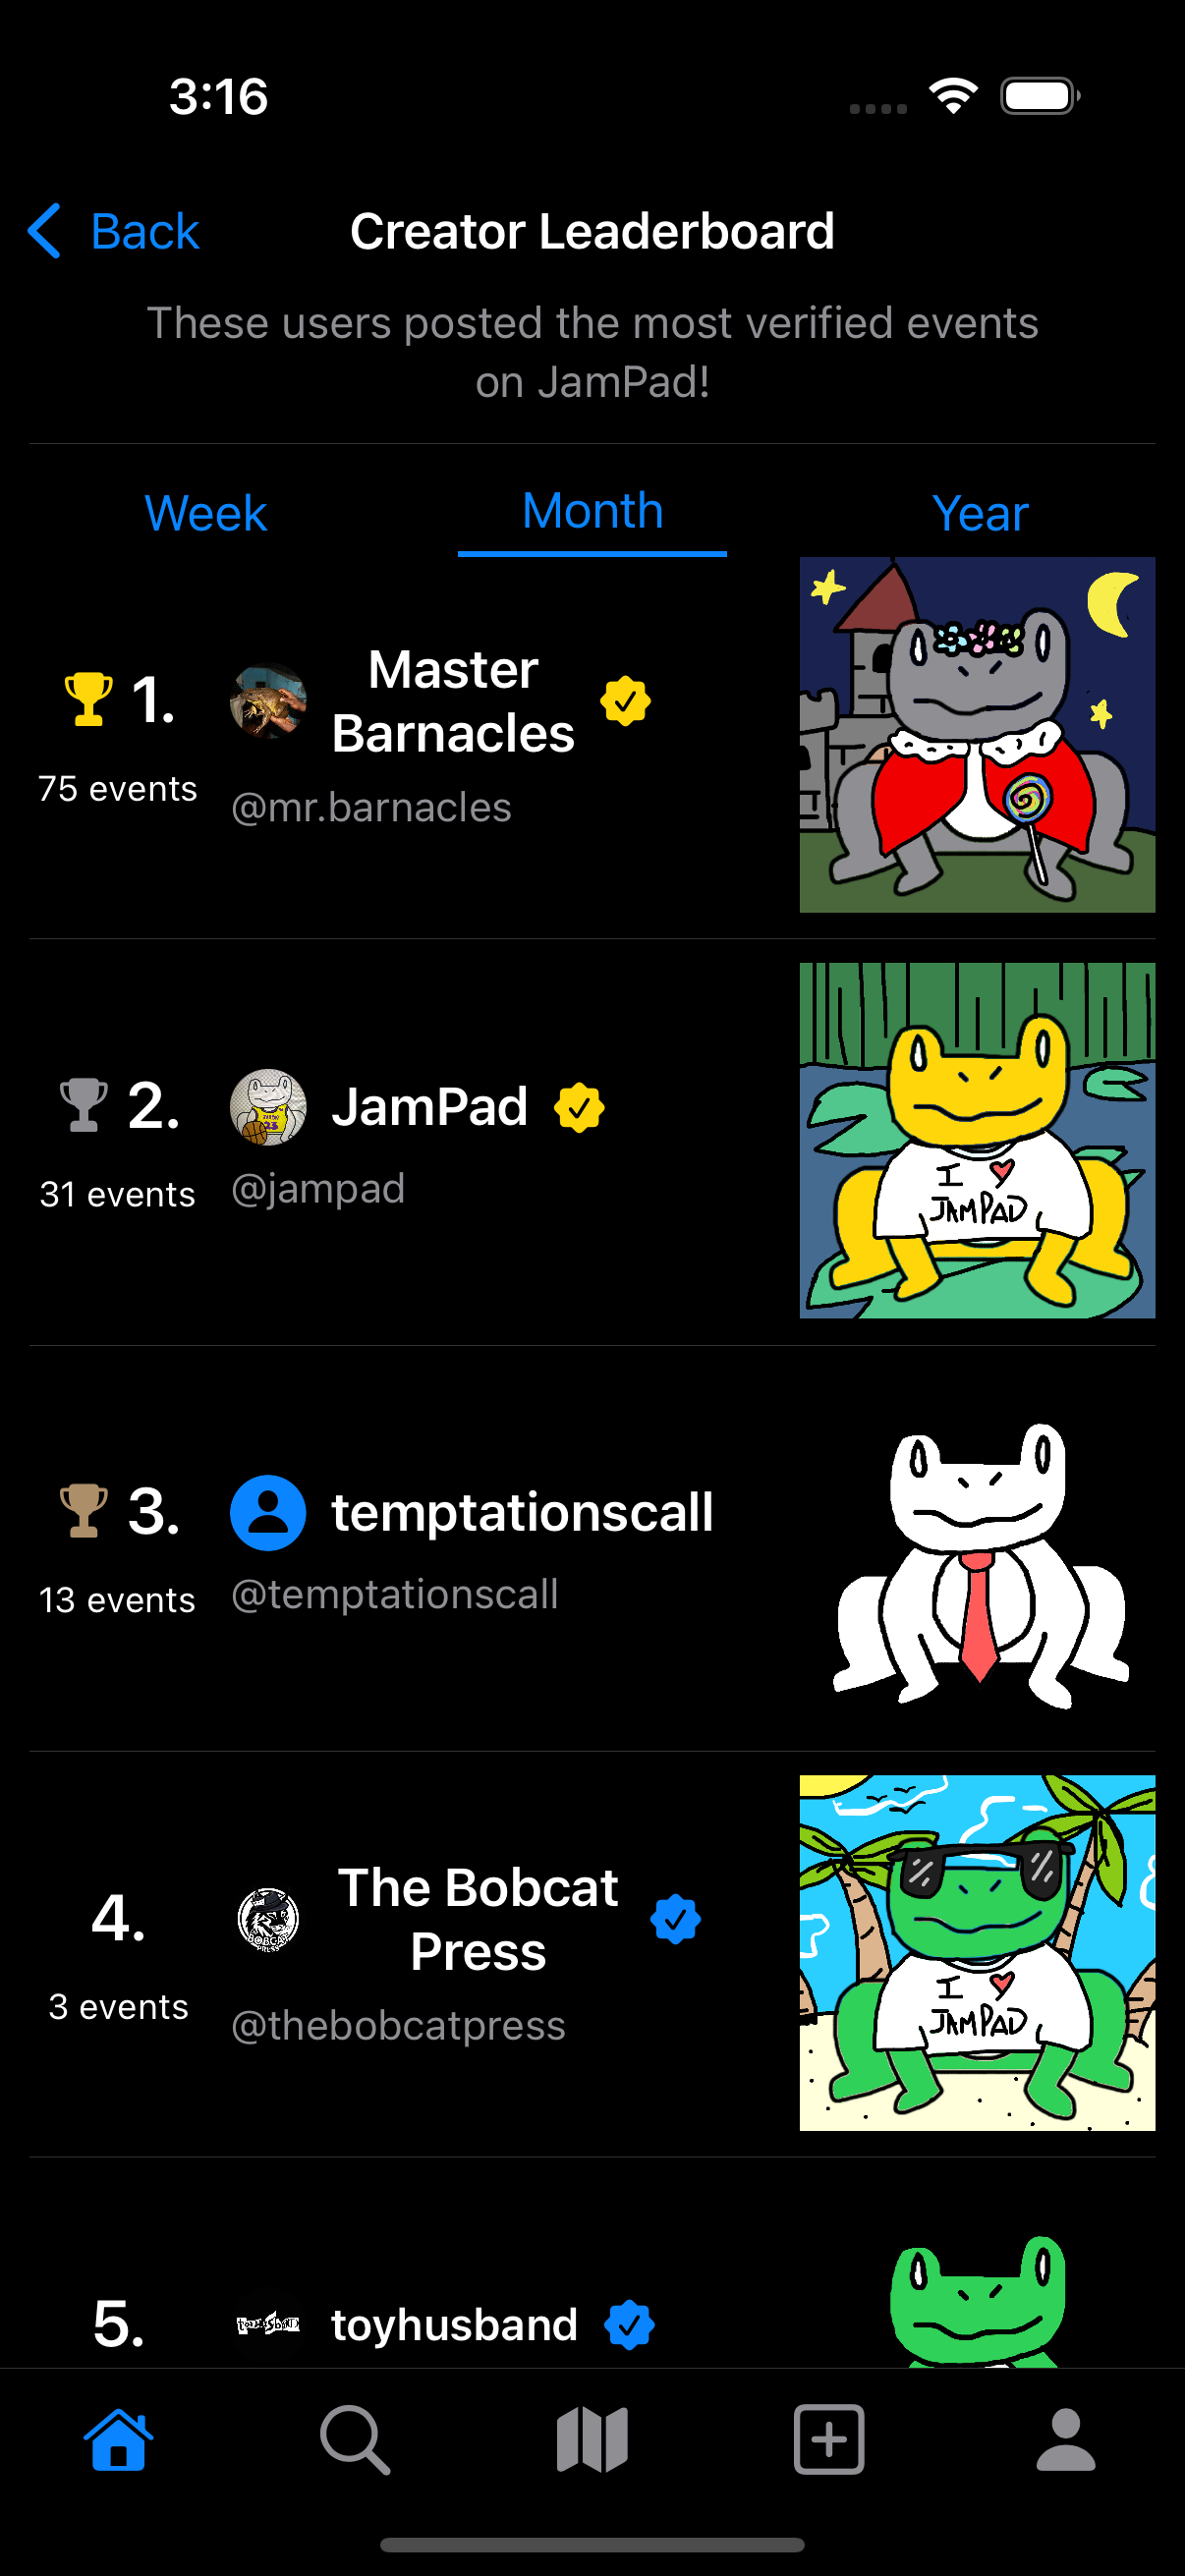 3:16
Back
Creator Leaderboard
These users posted the most verified events
on JamPad!
Week
Month
Year
1.
75 events
Master
Barnacles
@mr.barnacles
2.
31 events
JamPad
@jampad
I
JAMPAD
3.
13 events
temptationscall
@temptationscall
4.
3 events
BOBCAT
PRESS
The Bobcat
Press
@thebobcatpress
I
JAMPAD
5.
toyhusband